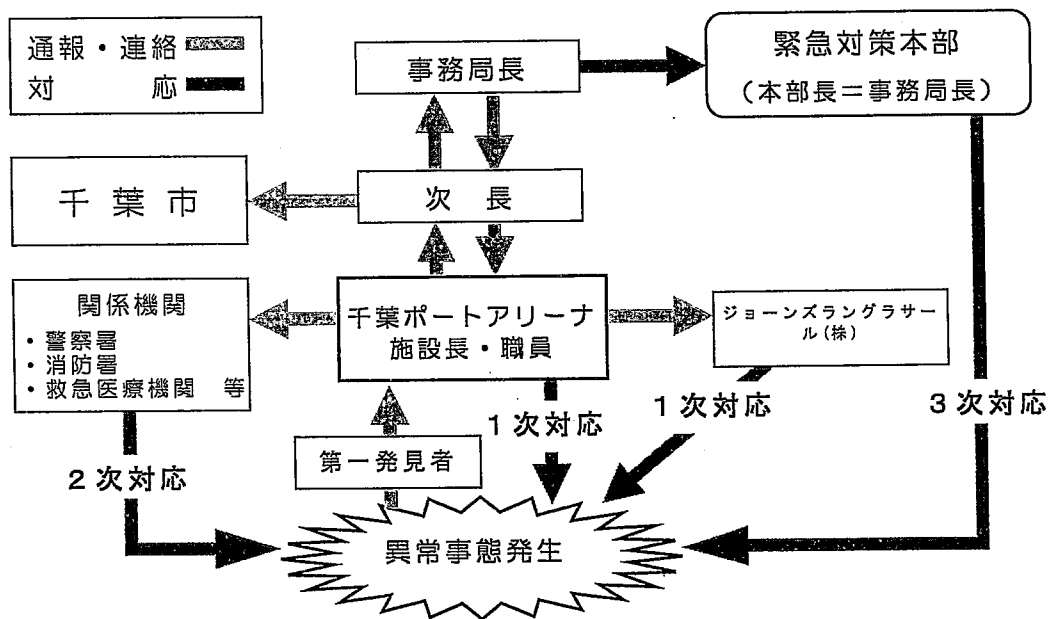 通報・連絡
対　　応
事務局長
緊急対策本部
（本部長＝事務局長）
千 葉 市
次 長
関係機関
・警察署
・消防署
・救急医療機関　等
千葉ポートアリーナ
施設長・職員
ジョーンズラングラサー
ル（株）
1次対応
1次対応
3次対応
第一発見者
2次対応
異常事態発生